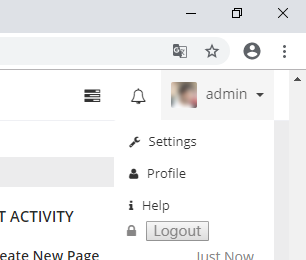 admin
Settings
Profile
Help
Logout
T ACTIVITY
eate New Page
Just Now